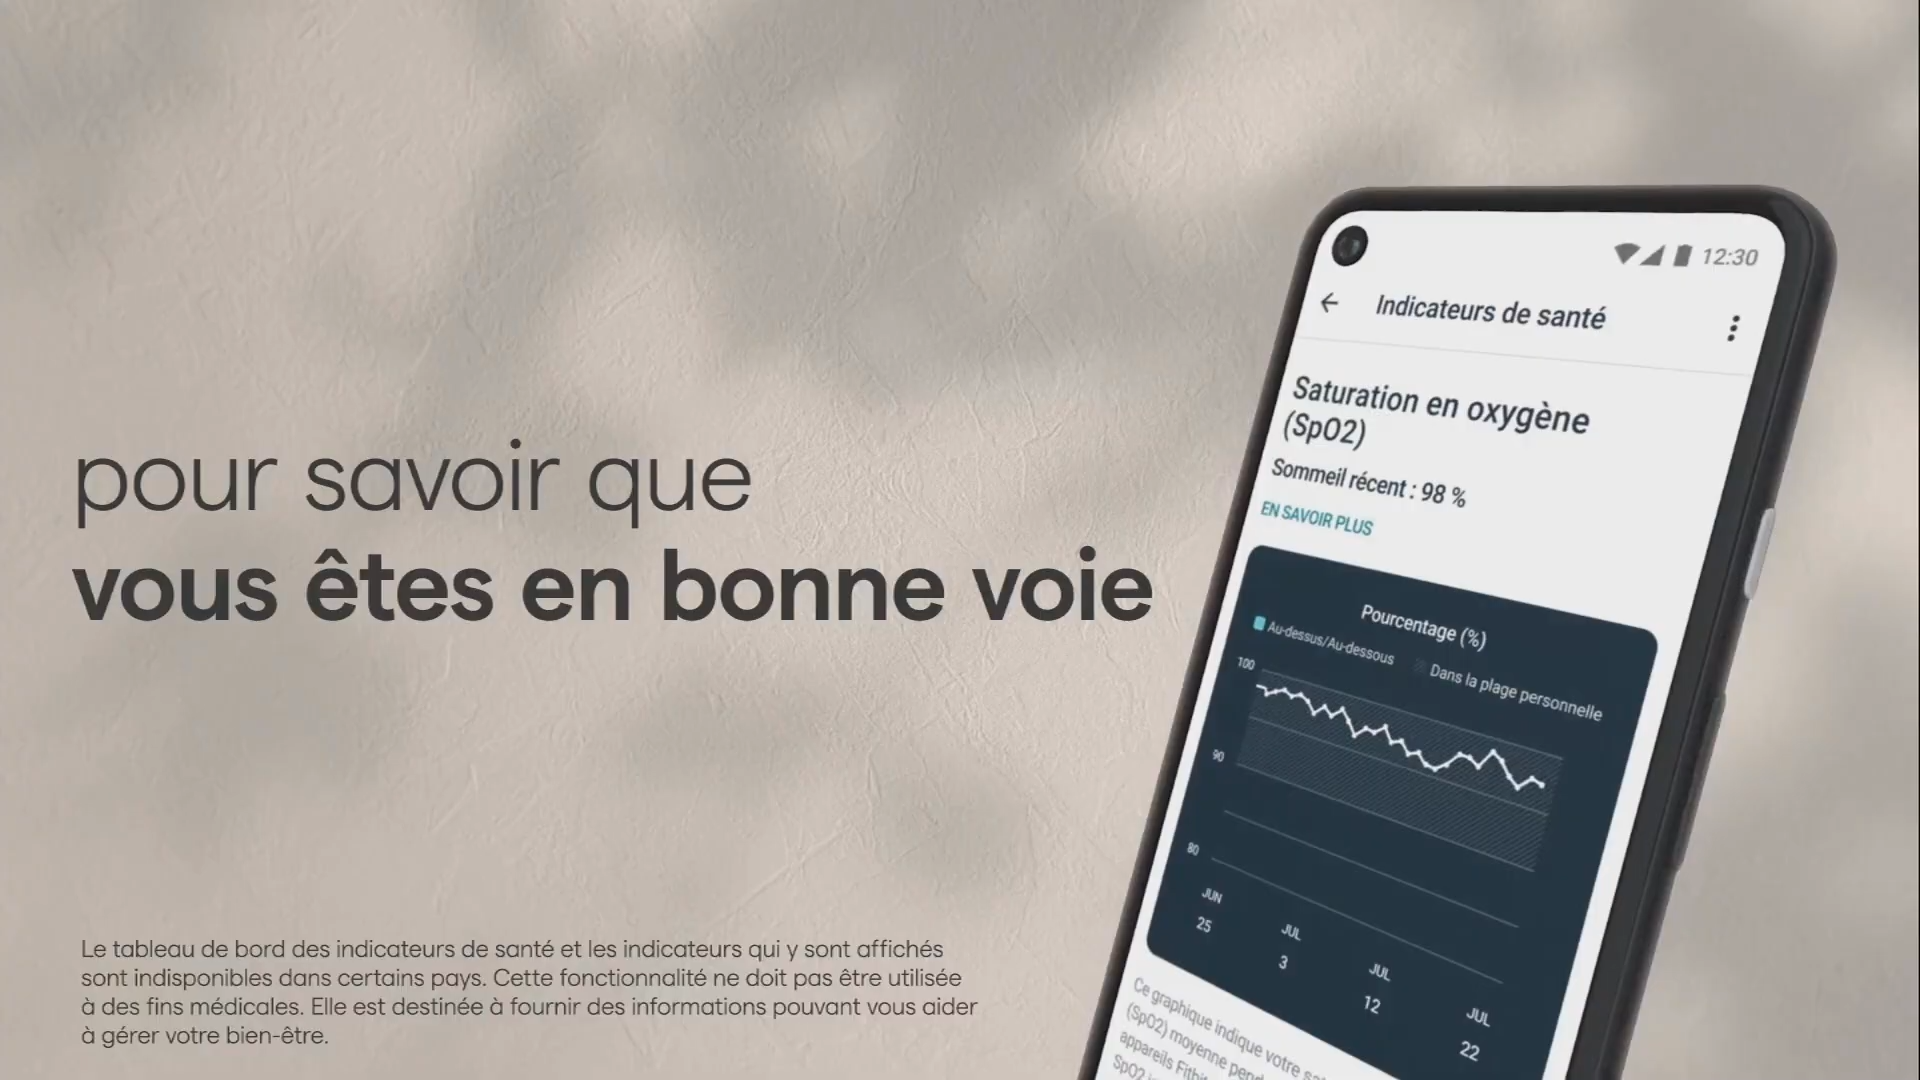 pour savoir que
vous êtes en bonne voie
Le tableau de bord des indicateurs de santé et les indicateurs qui y sont affichés
sont indisponibles dans certains pays. Cette fonctionnalité ne doit pas être utilisée
à des fins médicales. Elle est destinée à fournir des informations pouvant vous aider
à gérer votre bien-être.
12:30
Indicateurs de santé
Saturation en oxygène
(SpO2)
Sommeil récent : 98 %
EN SAVOIR PLUS
Pourcentage (%)
Au-dessus/Au-dessous
Dans la plage personnelle
100
90
80
JUN JUL JUL JUL
25 3 12 22
Ce graphique indique votre
(SpO2) moyenne
appareils
SpO2